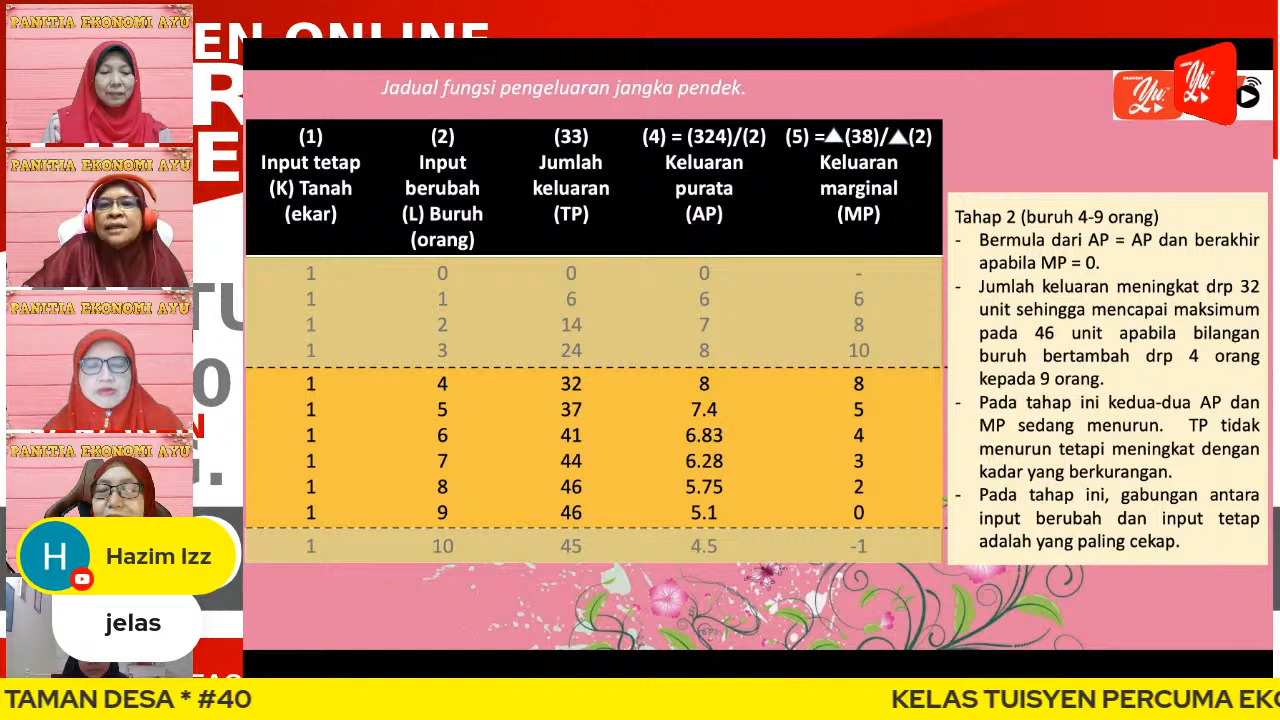 PANITIA EKONOMI AYU
PANITIA EKONOMI AYU
PANITIA EKONOMI AYU
PANITIA EKONOMI AYU
EN ONLINE
Jadual fungsi pengeluaran jangka pendek.
(1) (2) (33) (4) = (324)/(2) (5) =▲(38)/▲(2)
Input tetap Input Jumlah Keluaran Keluaran
(K) Tanah berubah keluaran purata marginal
(ekar) (L) Buruh (TP) (AP) (MP)
(orang)
1 0 0 0 -
1 1 6 6 6
1 2 14 7 8
1 3 24 8 10
1 4 32 8 8
1 5 37 7.4 5
1 6 41 6.83 4
1 7 44 6.28 3
1 8 46 5.75 2
1 9 46 5.1 0
1 10 45 4.5 -1
Tahap 2 (buruh 4-9 orang)
- Bermula dari AP = AP dan berakhir
apabila MP = 0.
- Jumlah keluaran meningkat drp 32
unit sehingga mencapai maksimum
pada 46 unit apabila bilangan
buruh bertambah drp 4 orang
kepada 9 orang.
- Pada tahap ini kedua-dua AP dan
MP sedang menurun. TP tidak
menurun tetapi meningkat dengan
kadar yang berkurangan.
- Pada tahap ini, gabungan antara
input berubah dan input tetap
adalah yang paling cekap.
H Hazim Izz
jelas
TAMAN DESA * #40
KELAS TUISYEN PERCUMA EKO